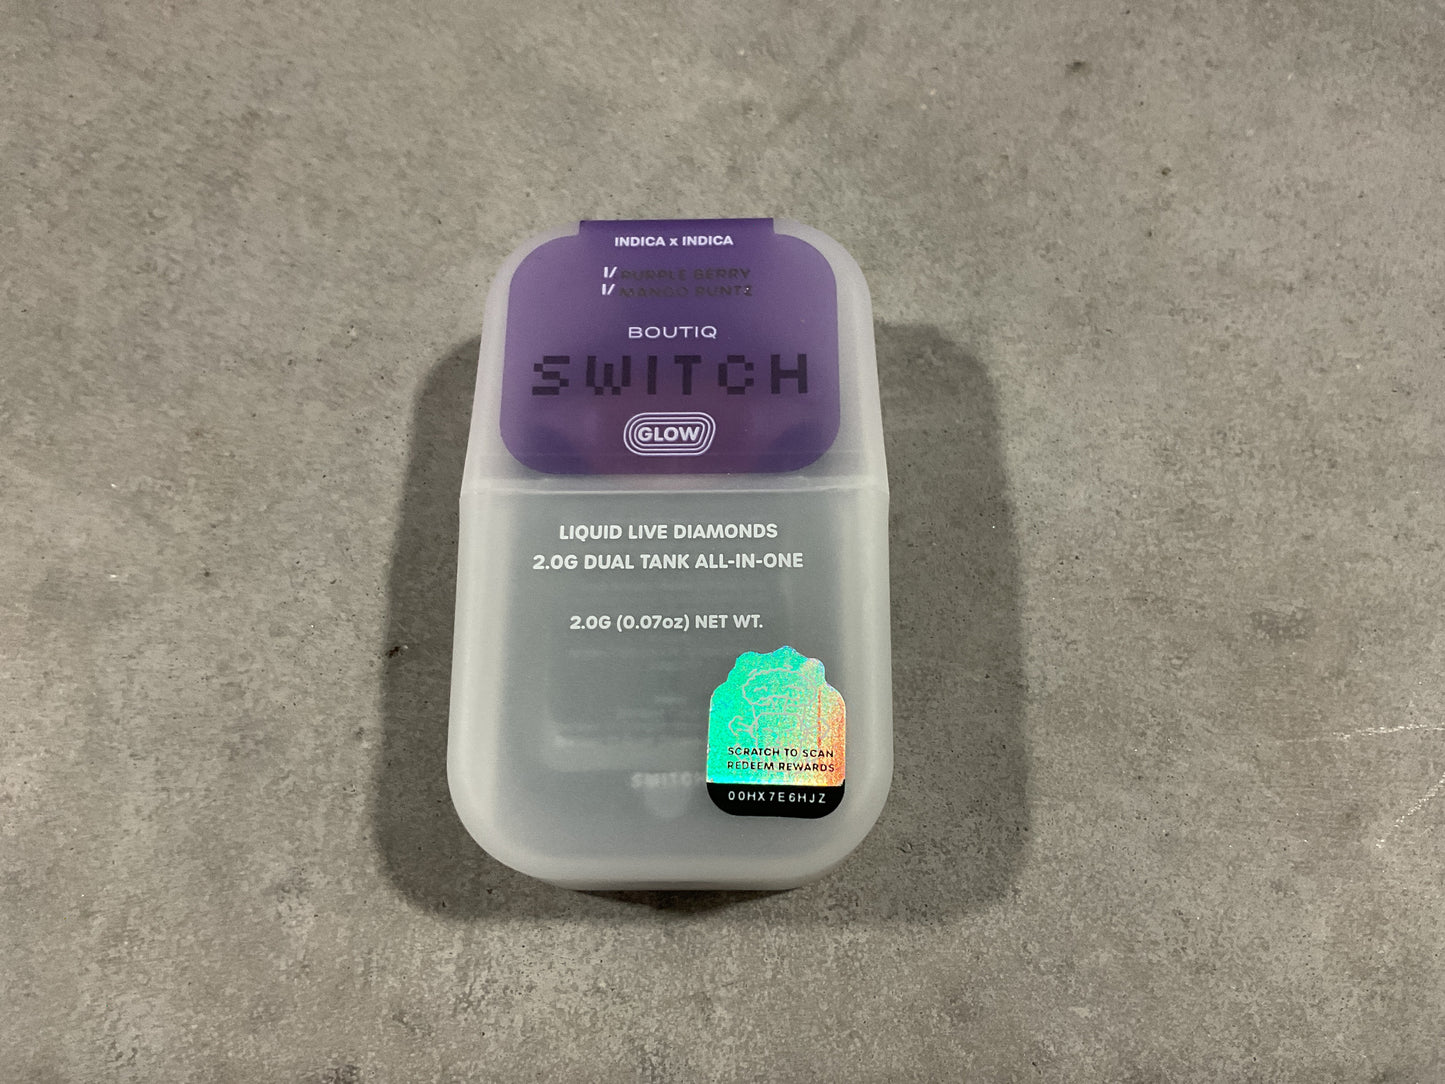 INDICA x INDICA
I/ PURPLE BERRY
I/ MANGO RUNTZ
BOUTIQ
SWITCH
GLOW
LIQUID LIVE DIAMONDS
2.0G DUAL TANK ALL-IN-ONE
2.0G (0.07oz) NET WT.
SWITCH
SCRATCH TO SCAN
REDEEM REWARDS
00HX7E6HJZ